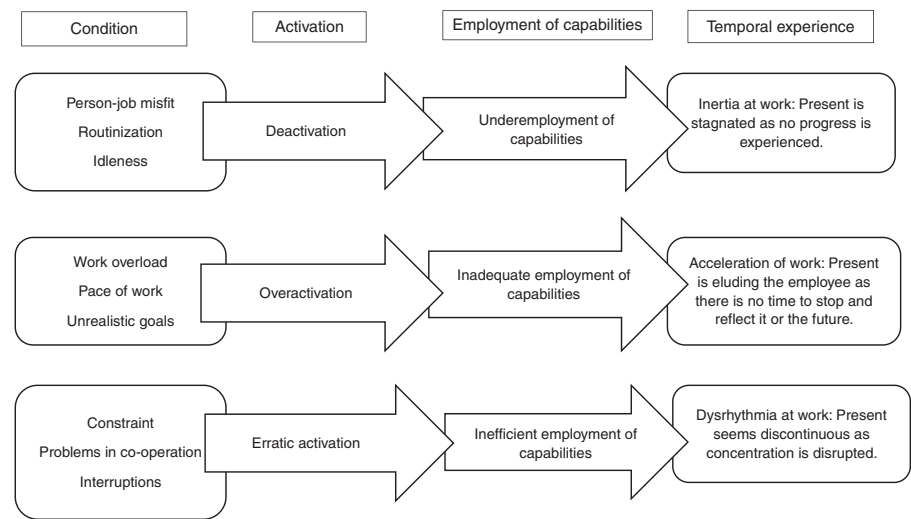 Condition
Activation
Employment of capabilities
Temporal experience
Person-job misfit
Routinization
Idleness
Deactivation
Underemployment of
capabilities
Inertia at work: Present is
stagnated as no progress is
experienced.
Work overload
Pace of work
Unrealistic goals
Overactivation
Inadequate employment of
capabilities
Acceleration of work: Present
is eluding the employee as
there is no time to stop and
reflect it or the future.
Constraint
Problems in co-operation
Interruptions
Erratic activation
Inefficient employment of
capabilities
Dysrhythmia at work: Present
seems discontinuous as
concentration is disrupted.